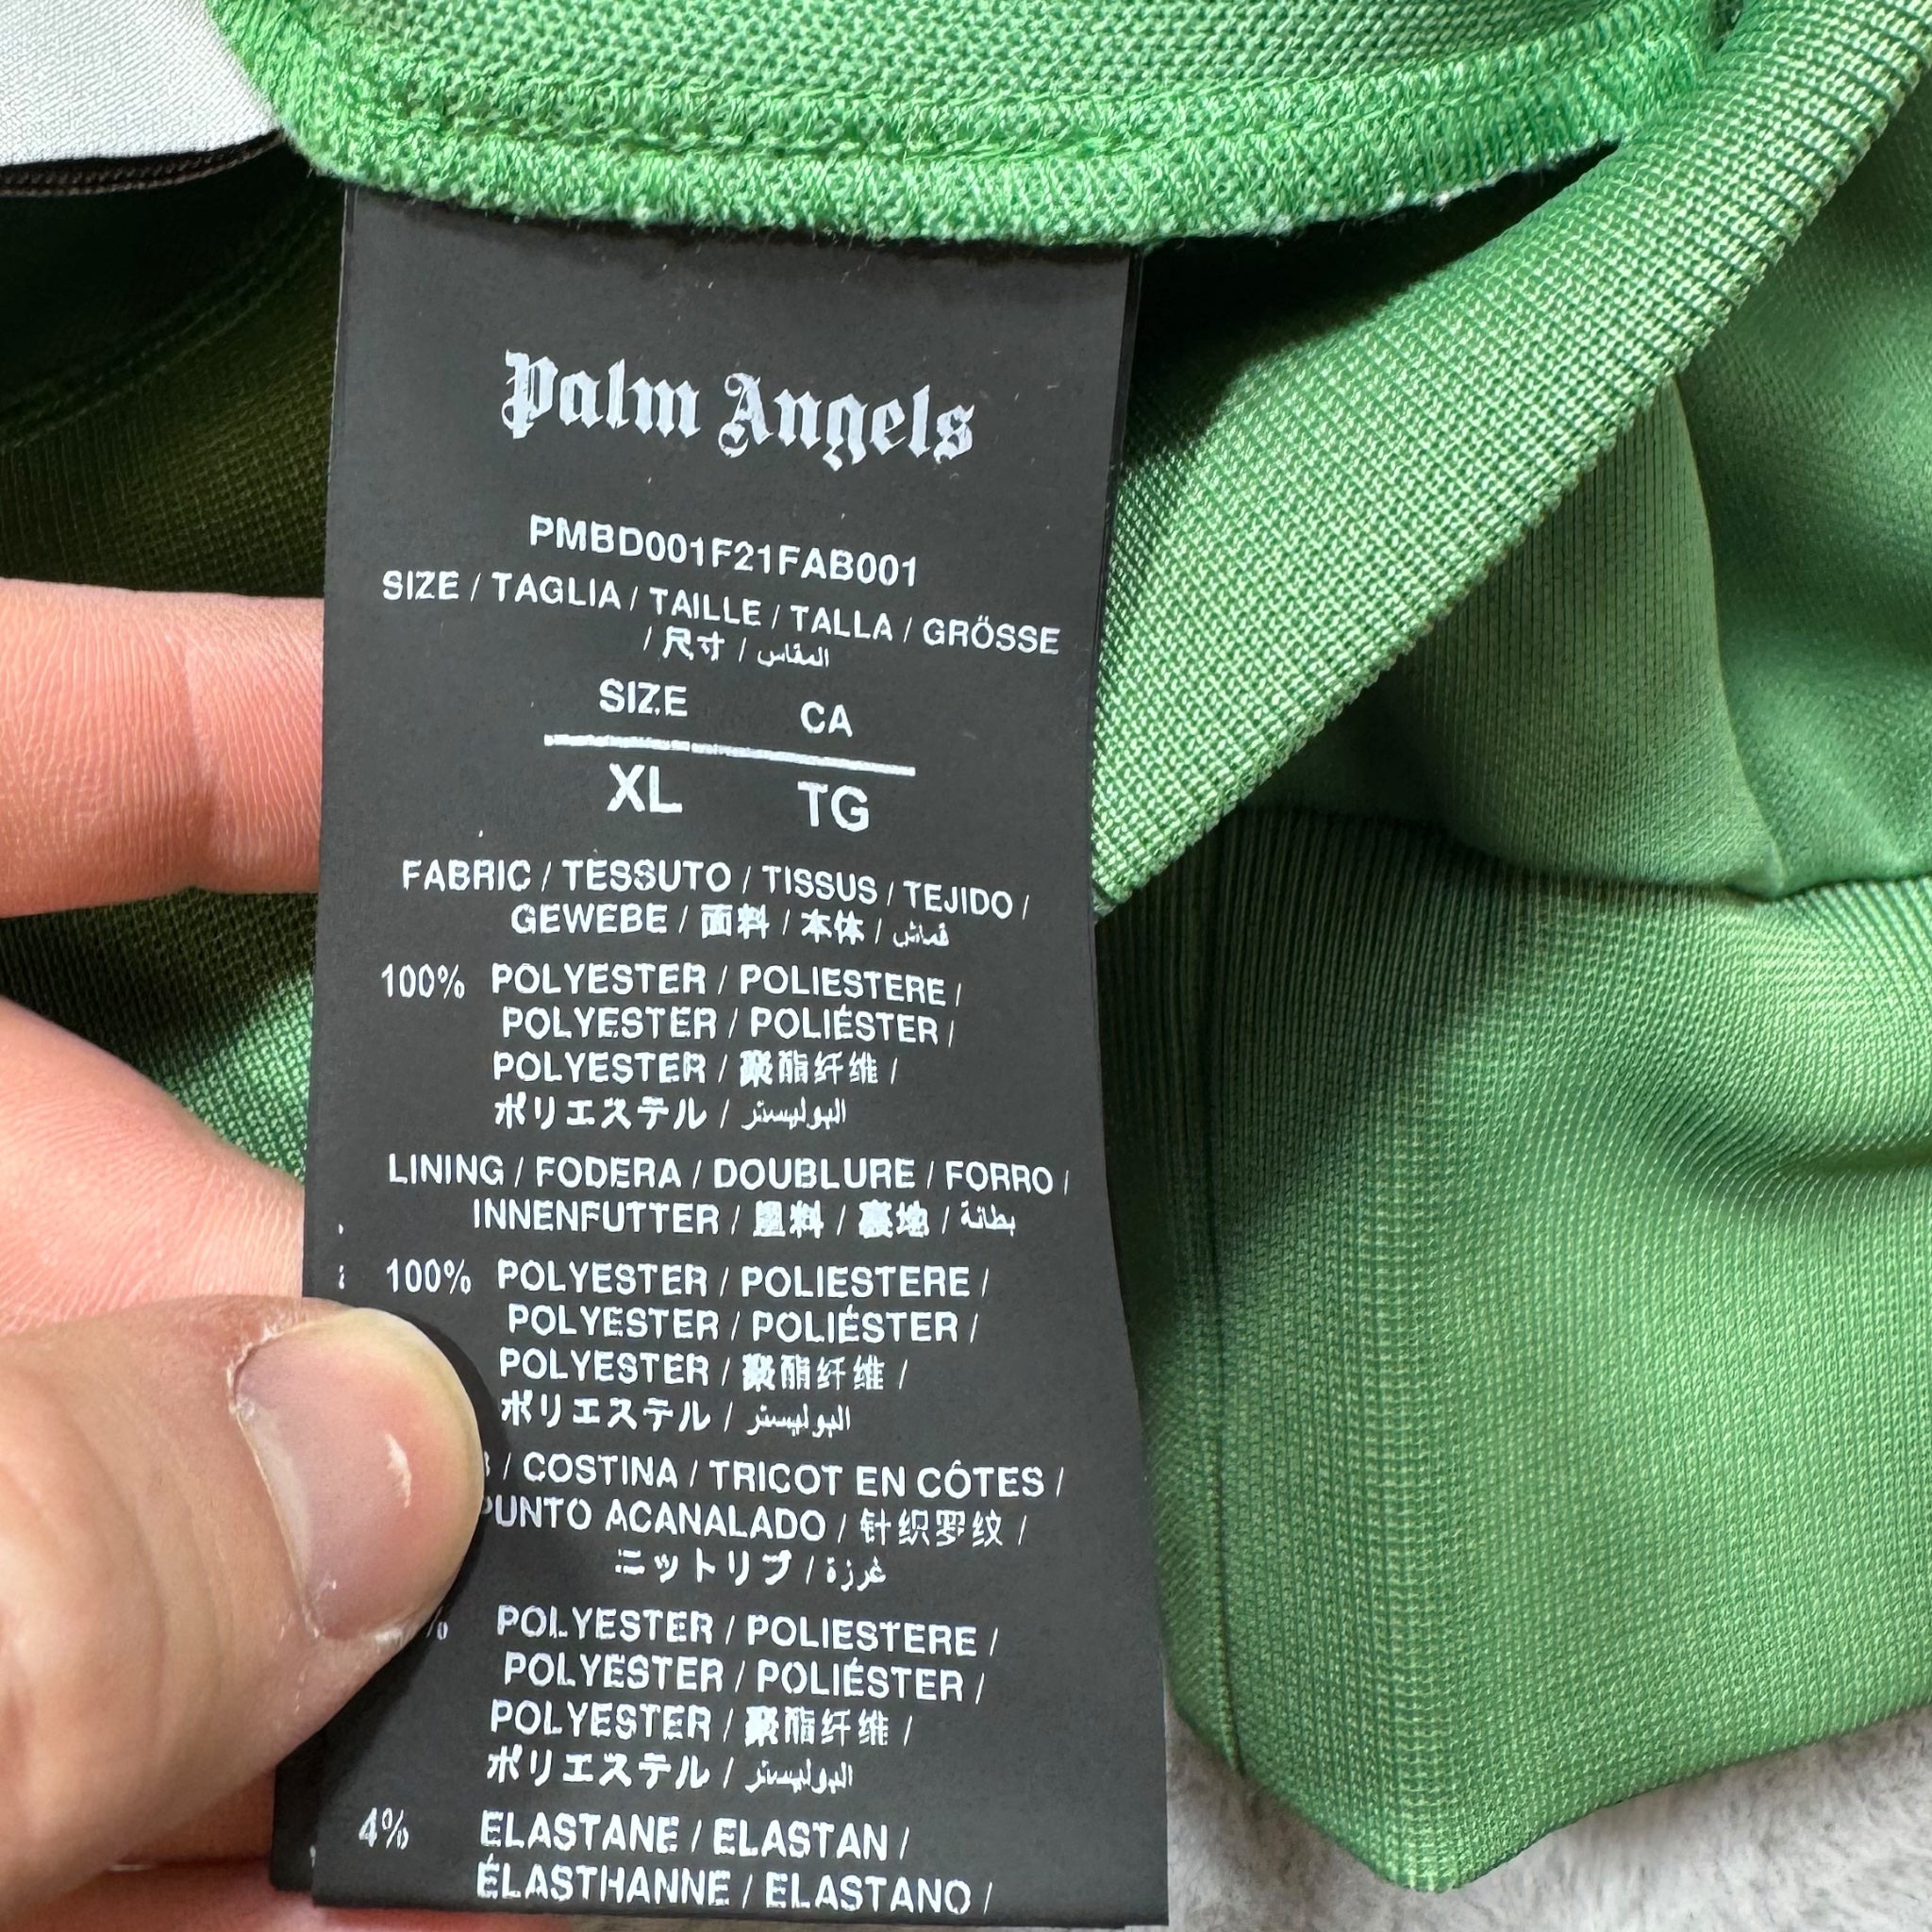 Palm Angels
PMBD001F21FAB001
SIZE / TAGLIA / TAILLE / TALLA / GRÖSSE
/ 尺寸 / المقاس
SIZE CA
XL TG
FABRIC / TESSUTO / TISSUS / TEJIDO /
GEWEBE / 面料 / 本体 / قماش
100% POLYESTER / POLIESTERE /
POLYESTER / POLIÉSTER /
POLYESTER / 聚酯纤维 /
ポリエステル / البوليستر
LINING / FODERA / DOUBLURE / FORRO /
INNENFUTTER / 里料 / 裏地 / بطانة
100% POLYESTER / POLIESTERE /
POLYESTER / POLIÉSTER /
POLYESTER / 聚酯纤维 /
ポリエステル / البوليستر
/ COSTINA / TRICOT EN CÔTES /
PUNTO ACANALADO / 针织罗纹 /
ニットリブ / غرزة
% POLYESTER / POLIESTERE /
POLYESTER / POLIÉSTER /
POLYESTER / 聚酯纤维 /
ポリエステル / البوليستر
4% ELASTANE / ELASTAN /
ÉLASTHANNE / ELASTANO /